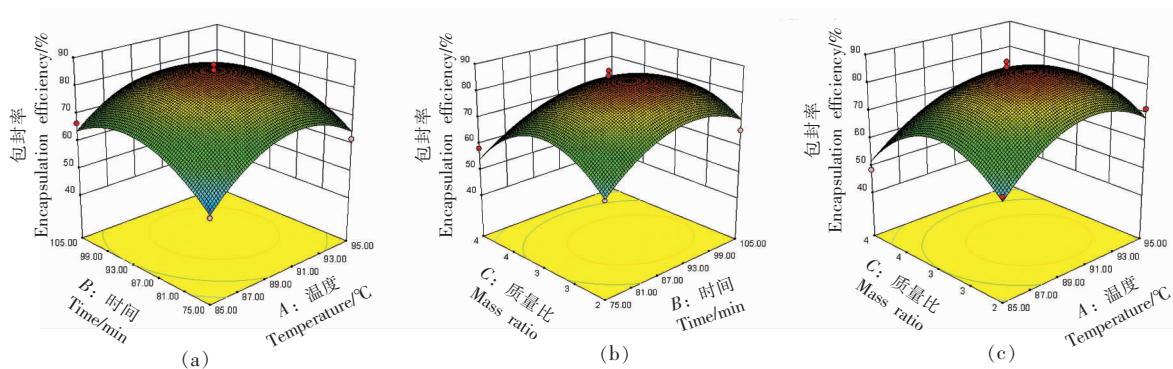 包封率
Encapsulation efficiency/%
90
80
70
60
50
40
105.00
99.00
93.00
87.00
81.00
75.00
85.00
87.00
89.00
91.00
93.00
95.00
B：时间
Time/min
A：温度
Temperature/℃
(a)
包封率
Encapsulation efficiency/%
90
80
70
60
50
40
4
4
3
3
2
75.00
81.00
87.00
93.00
99.00
105.00
C：质量比
Mass ratio
B：时间
Time/min
(b)
包封率
Encapsulation efficiency/%
90
80
70
60
50
40
4
4
3
3
2
85.00
87.00
89.00
91.00
93.00
95.00
C：质量比
Mass ratio
A：温度
Temperature/℃
(c)